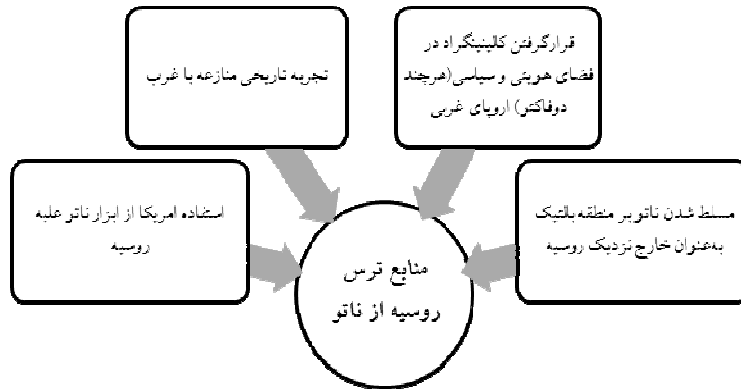 قرارگرفتن کالینینگراد در
فضای هویتی و سیاسی(هرچند
دوفاکتو) اروپای غربی
تجربه تاریخی منازعه با غرب
مسلط شدن ناتو بر منطقه بالتیک
به‌عنوان خارج نزدیک روسیه
استفاده امریکا از ابزار ناتو علیه
روسیه
منابع ترس
روسیه از ناتو